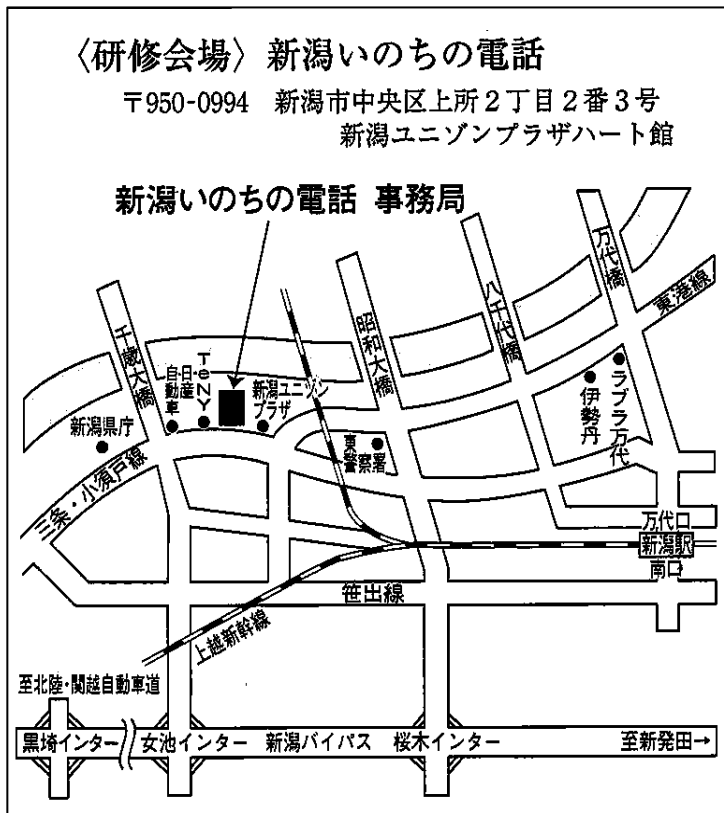 〈研修会場〉新潟いのちの電話
〒950-0994 新潟市中央区上所2丁目2番3号
新潟ユニゾンプラザハート館
新潟いのちの電話 事務局
千歳大橋
昭和大橋
八千代橋
万代橋
東港線
新潟県庁
日産
自動車
TeNY
新潟ユニゾン
プラザ
東
警察署
伊勢丹
ラブラ万代
三条・小須戸線
万代口
新潟駅
南口
笹出線
上越新幹線
至北陸・関越自動車道
黒埼インター
女池インター
新潟バイパス
桜木インター
至新発田→